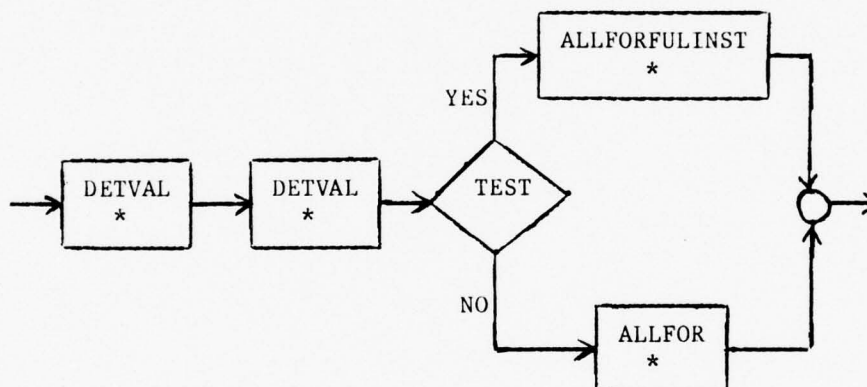 ALLFORFULINST
*
YES
DETVAL
*
DETVAL
*
TEST
NO
ALLFOR
*